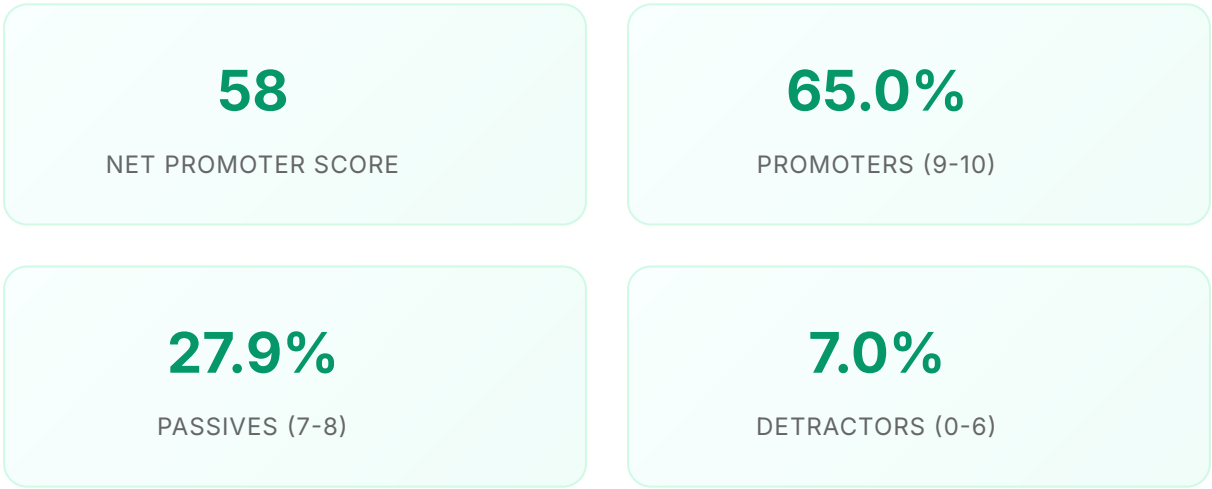 58
NET PROMOTER SCORE
65.0%
PROMOTERS (9-10)
27.9%
PASSIVES (7-8)
7.0%
DETRACTORS (0-6)